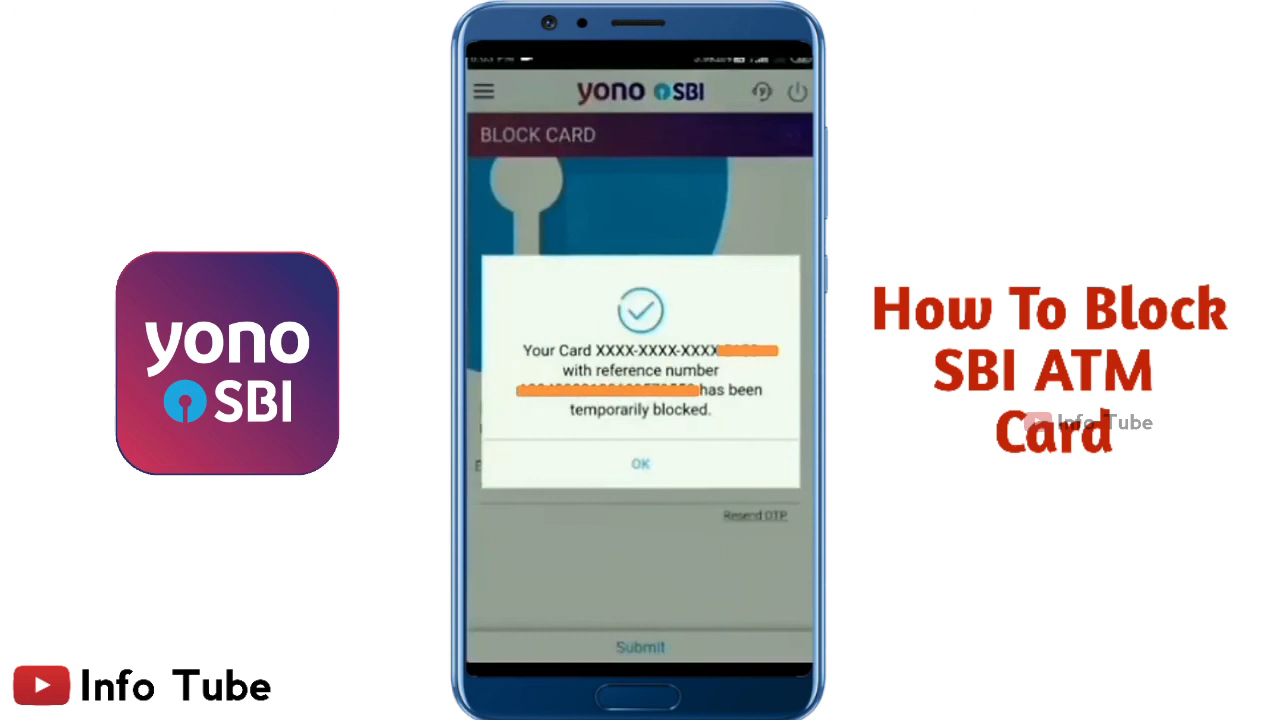 yono SBI
BLOCK CARD
Your Card XXXX-XXXX-XXXX
with reference number
has been
temporarily blocked.
OK
Resend OTP
Submit
yono
SBI
How To Block
SBI ATM
Card
Info Tube
Info Tube